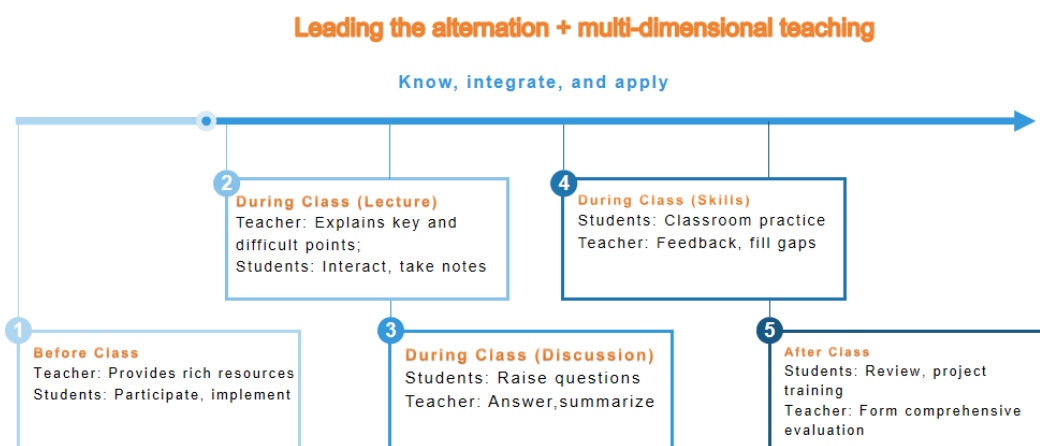 Leading the alternation + multi-dimensional teaching
Know, integrate, and apply
1
Before Class
Teacher: Provides rich resources
Students: Participate, implement
2
During Class (Lecture)
Teacher: Explains key and
difficult points;
Students: Interact, take notes
3
During Class (Discussion)
Students: Raise questions
Teacher: Answer,summarize
4
During Class (Skills)
Students: Classroom practice
Teacher: Feedback, fill gaps
5
After Class
Students: Review, project
training
Teacher: Form comprehensive
evaluation